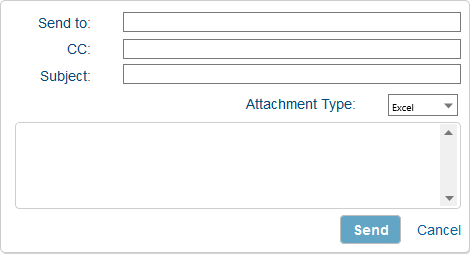 Send to:
CC:
Subject:
Attachment Type: Excel
Send Cancel